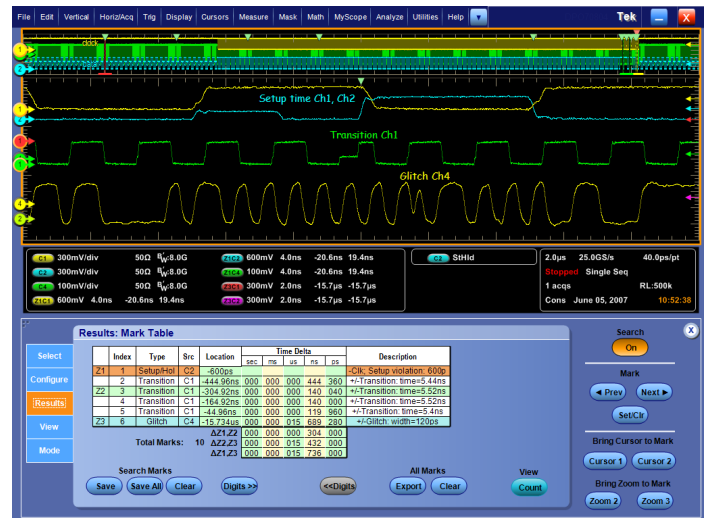 File Edit Vertical Horiz/Acq Trig Display Cursors Measure Mask Math MyScope Analyze Utilities Help Tek X
clock
Setup time Ch1, Ch2
Transition Ch1
Glitch Ch4
C1 300mV/div 50Ω BW:8.0G Z1C1 600mV 4.0ns -20.6ns 19.4ns C2 StHld 2.0µs 25.0GS/s 40.0ps/pt
C2 300mV/div 50Ω BW:8.0G 100mV 4.0ns -20.6ns 19.4ns Stopped Single Seq
C4 100mV/div 50Ω BW:8.0G 300mV 2.0ns -15.7µs -15.7µs 1 acqs RL:500k
Z1C1 600mV 4.0ns -20.6ns 19.4ns 300mV 2.0ns -15.7µs -15.7µs Cons June 05, 2007 10:52:38
Results: Mark Table
Select
Configure
Results
View
Mode
Index Type Src Location Time Delta Description
sec ms us ns ps
Z1 1 Setup/Hol C2 -600ps -Clk; Setup violation: 600p
2 Transition C1 -444.96ns 000 000 000 444 360 +/-Transition: time=5.44ns
Z2 3 Transition C1 -304.92ns 000 000 000 140 040 +/-Transition: time=5.52ns
4 Transition C1 -164.92ns 000 000 000 140 000 +/-Transition: time=5.52ns
5 Transition C1 -44.96ns 000 000 000 119 960 +/-Transition: time=5.4ns
Z3 6 Glitch C4 -15.734us 000 000 015 689 280 +/-Glitch: width=120ps
ΔZ1,Z2 000 000 000 304 000
Total Marks: 10 ΔZ2,Z3 000 000 015 432 000
ΔZ1,Z3 000 000 015 736 000
Search Marks All Marks View
Save Save All Clear Digits >> <<Digits Export Clear Count
Search
On
X
Mark
Prev Next
Set/Clr
Bring Cursor to Mark
Cursor 1 Cursor 2
Bring Zoom to Mark
Zoom 2 Zoom 3